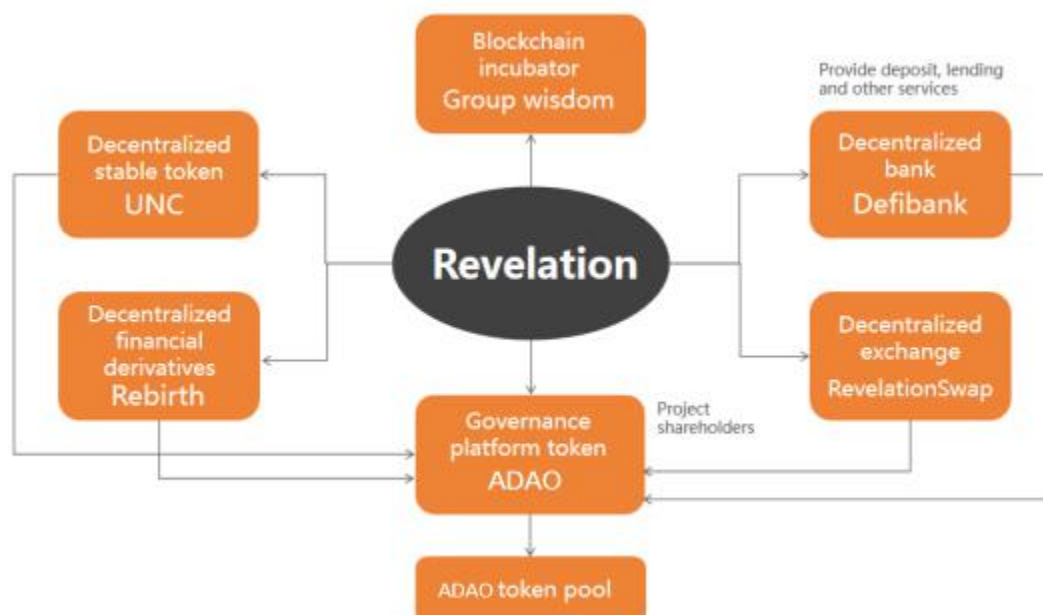 Blockchain
incubator
Group wisdom
Provide deposit, lending
and other services
Decentralized
stable token
UNC
Decentralized
bank
Defibank
Revelation
Decentralized
financial
derivatives
Rebirth
Decentralized
exchange
RevelationSwap
Governance
platform token
ADAO
Project
shareholders
ADAO token pool